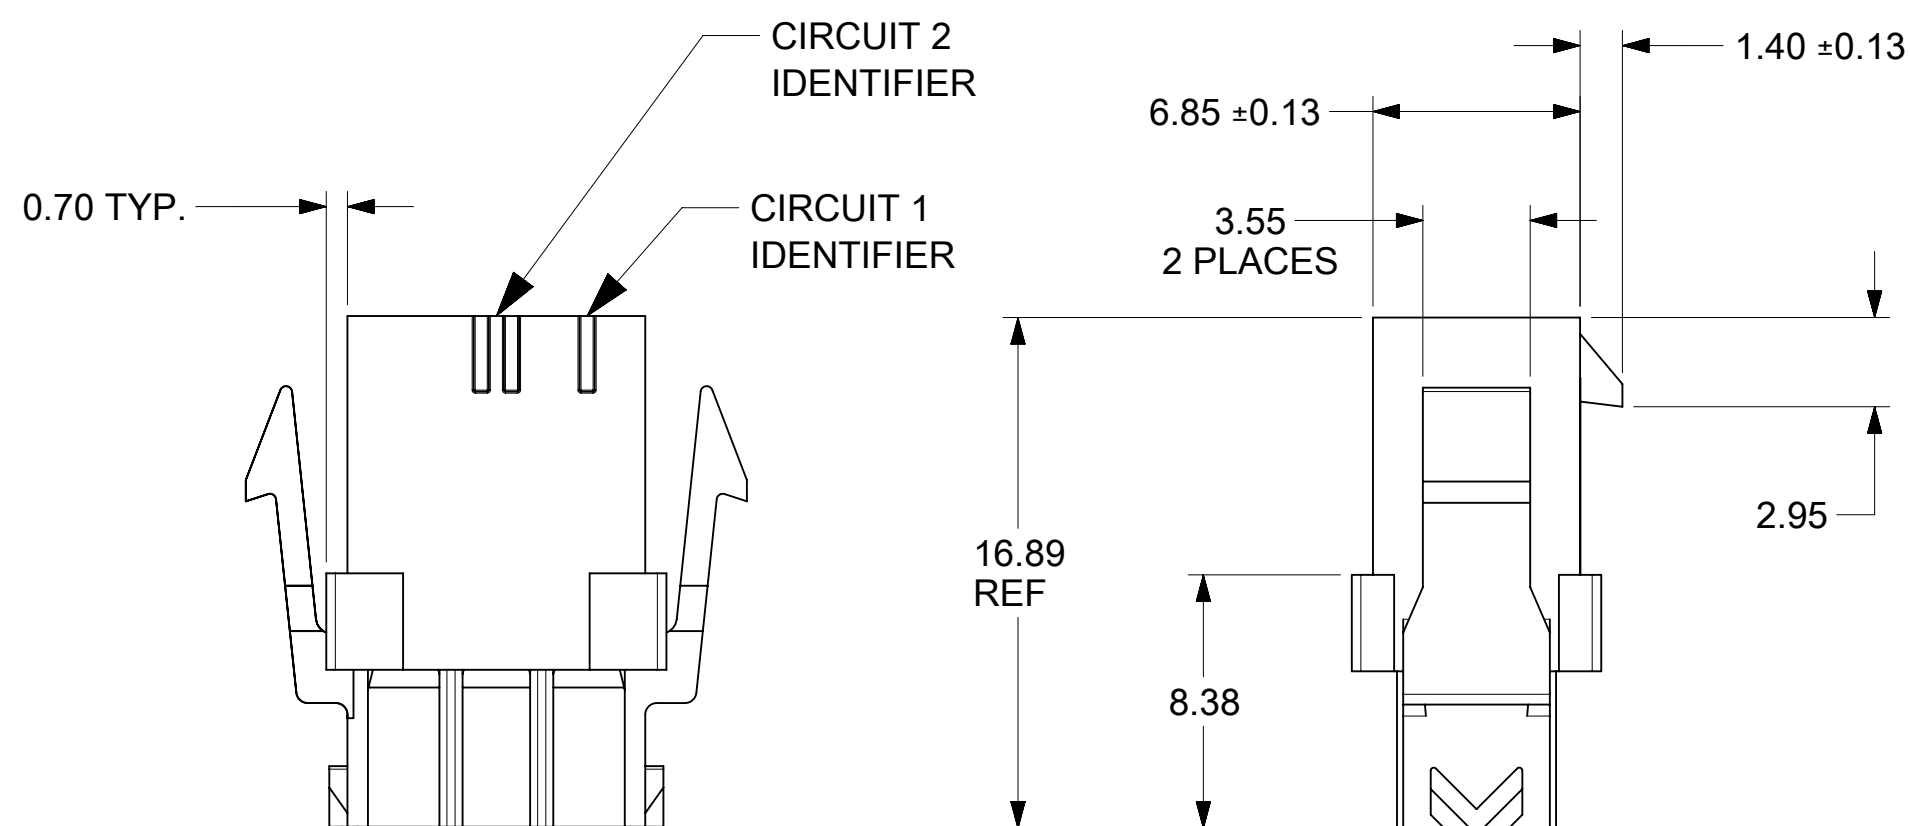 CIRCUIT 2
IDENTIFIER
1.40 ±0.13
6.85 ±0.13
0.70 TYP.
CIRCUIT 1
IDENTIFIER
3.55
2 PLACES
2.95
16.89
REF
8.38